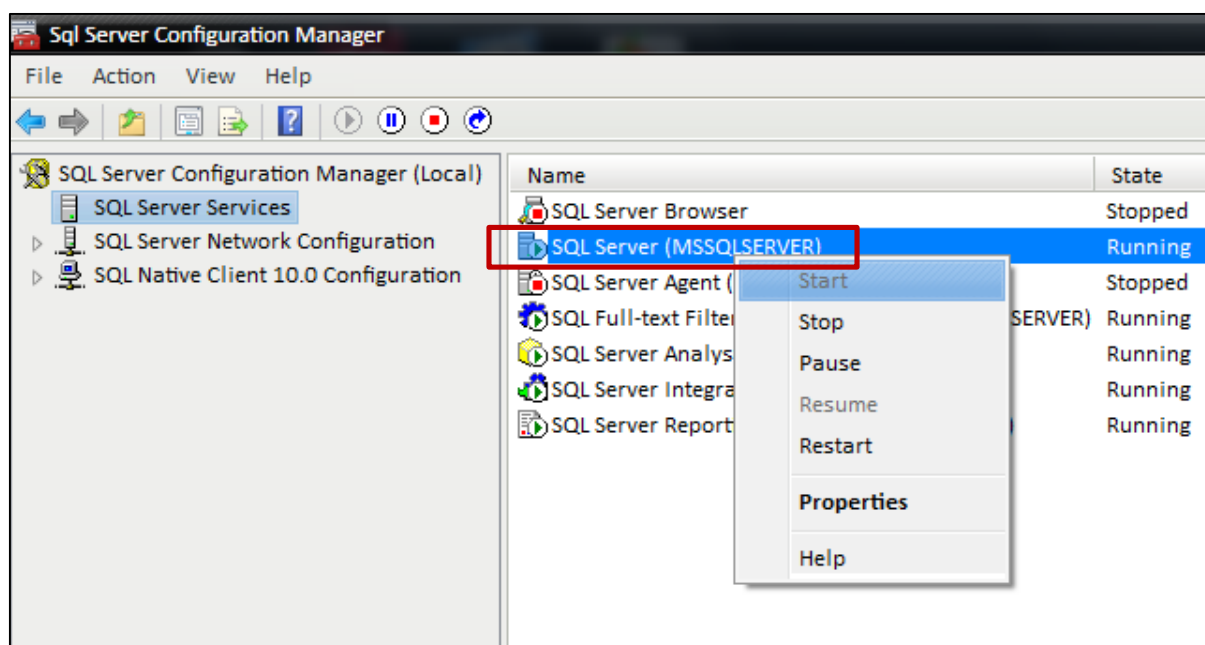 Sql Server Configuration Manager
File Action View Help
SQL Server Configuration Manager (Local)
SQL Server Services
SQL Server Network Configuration
SQL Native Client 10.0 Configuration
Name State
SQL Server Browser Stopped
SQL Server (MSSQLSERVER) Running
SQL Server Agent ( Stopped
SQL Full-text Filte SERVER) Running
SQL Server Analys Running
SQL Server Integra Running
SQL Server Report ) Running
Start
Stop
Pause
Resume
Restart
Properties
Help